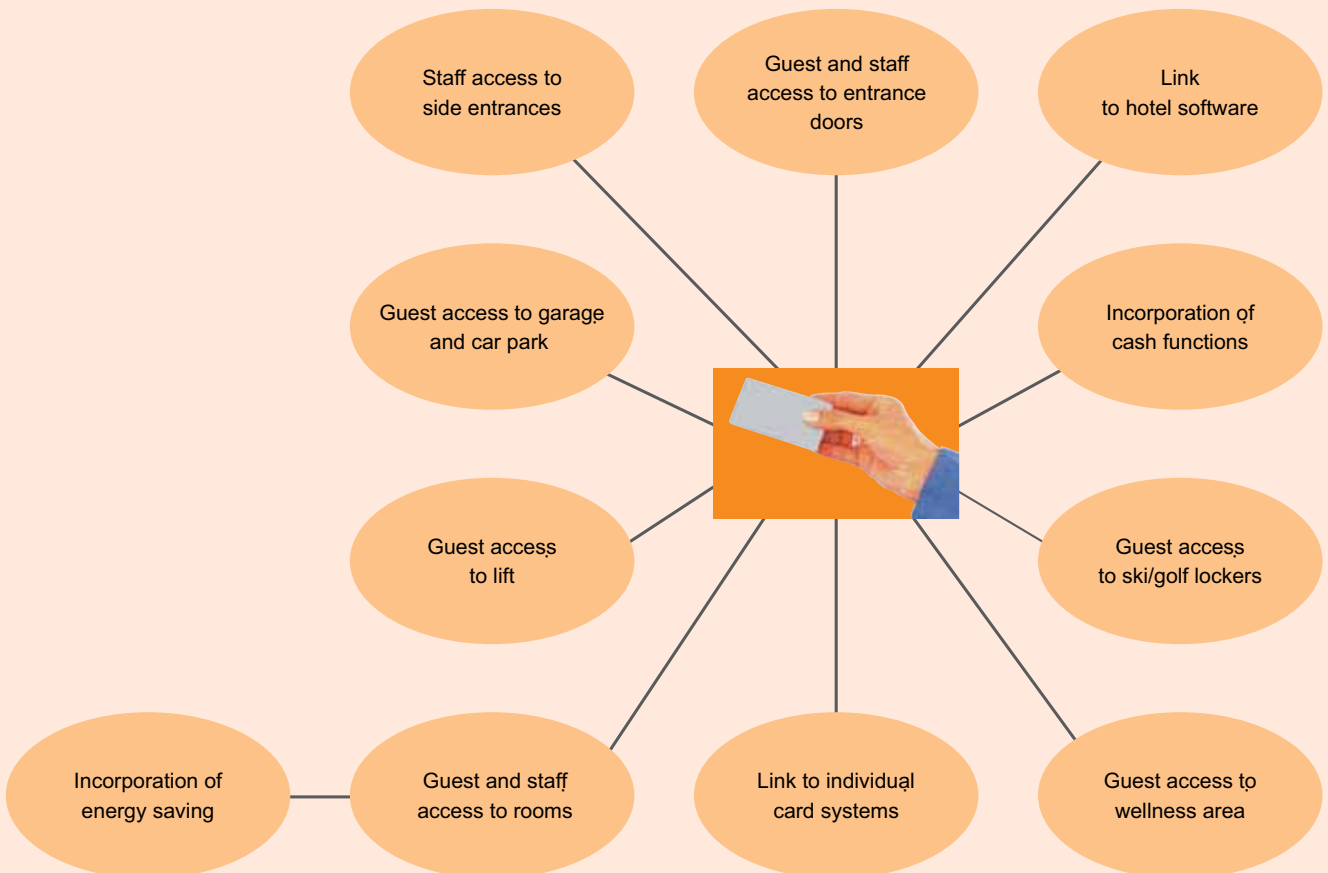 Staff access to
side entrances
Guest and staff
access to entrance
doors
Link
to hotel software
Guest access to garage
and car park
Incorporation of
cash functions
Guest access
to lift
Guest access
to ski/golf lockers
Incorporation of
energy saving
Guest and staff
access to rooms
Link to individual
card systems
Guest access to
wellness area